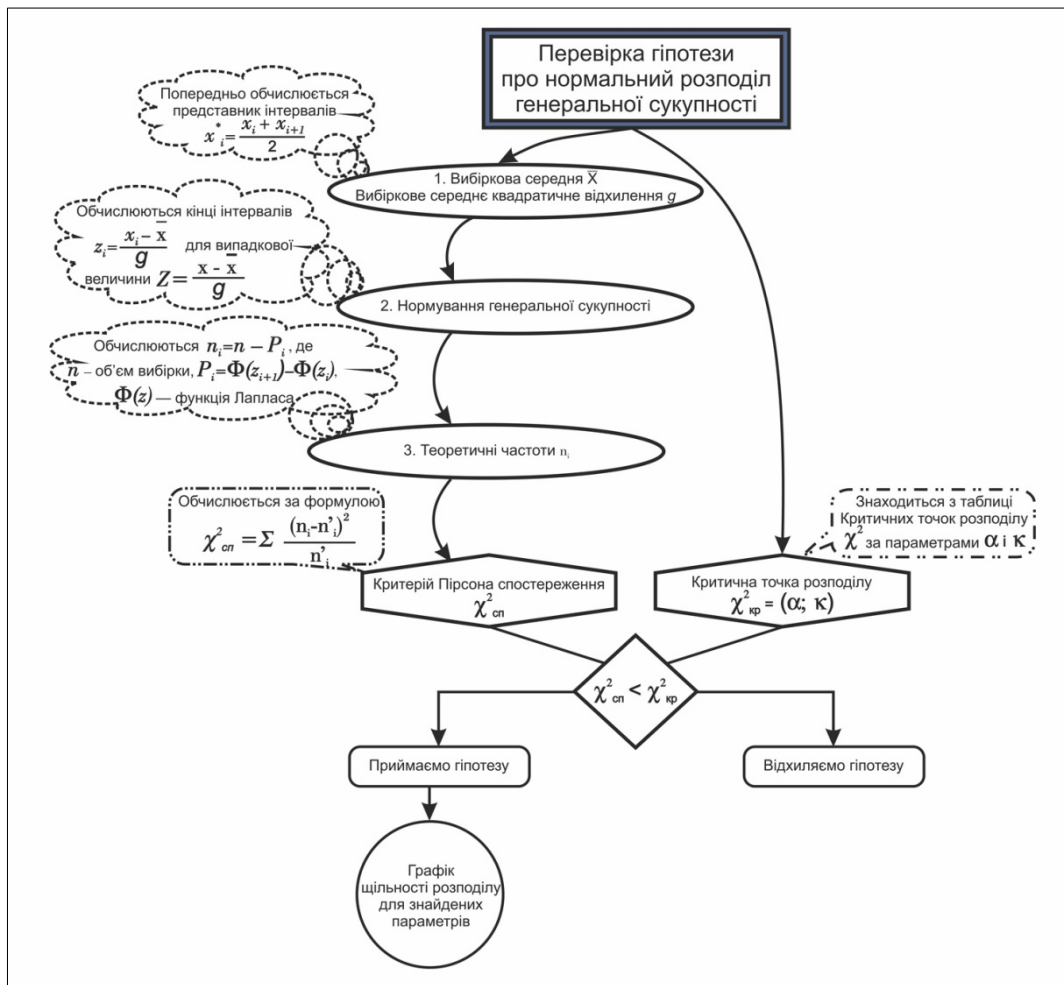 Перевірка гіпотези
про нормальний розподіл
генеральної сукупності
Попередньо обчислюється
представник інтервалів
x*i = (xi + xi+1) / 2
1. Вибіркова середня X̅
Вибіркове середнє квадратичне відхилення g
Обчислюються кінці інтервалів
zi = (xi – x̅) / g для випадкової
величини Z = (x - x̅) / g
2. Нормування генеральної сукупності
Обчислюються ni=n – Pi, де
n – об'єм вибірки, Pi=Φ(zi+1)–Φ(zi),
Φ(z) — функція Лапласа
3. Теоретичні частоти ni
Обчислюється за формулою
χ²сп = Σ (ni-n'i)² / n'i
Знаходиться з таблиці
Критичних точок розподілу
χ² за параметрами α і κ
Критерій Пірсона спостереження
χ²сп
Критична точка розподілу
χ²кр = (α; κ)
χ²сп < χ²кр
Приймаємо гіпотезу
Відхиляємо гіпотезу
Графік
щільності розподілу
для знайдених
параметрів